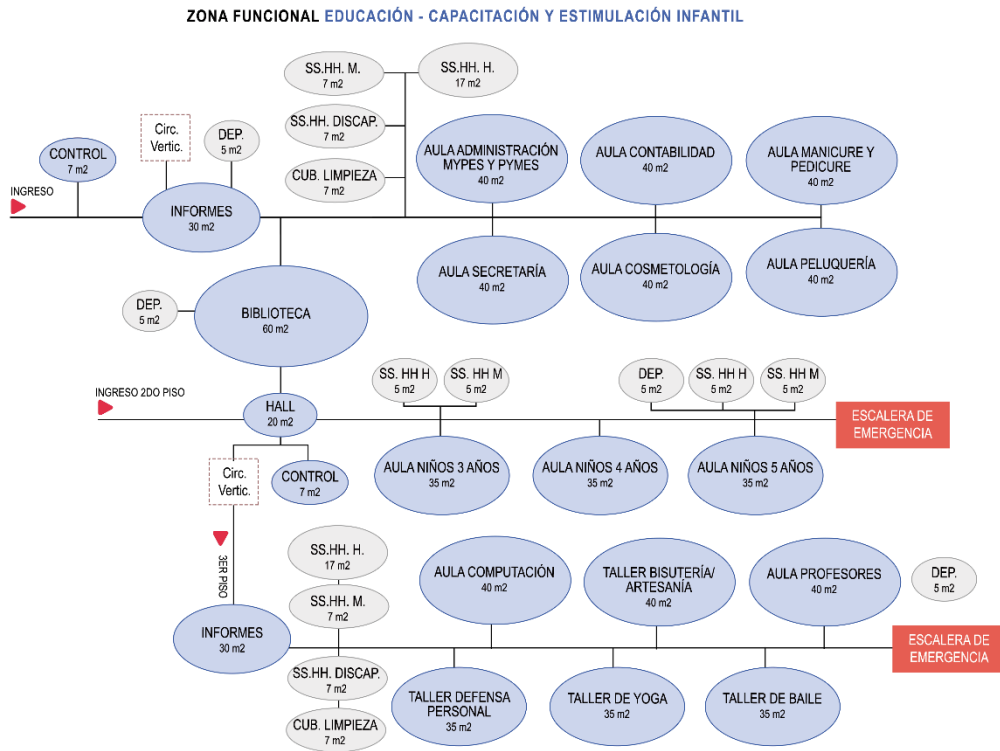 ZONA FUNCIONAL EDUCACIÓN - CAPACITACIÓN Y ESTIMULACIÓN INFANTIL
SS.HH. M.
7 m2
SS.HH. H.
17 m2
Circ.
Vertic.
DEP.
5 m2
SS.HH. DISCAP.
7 m2
CONTROL
7 m2
CUB. LIMPIEZA
7 m2
AULA ADMINISTRACIÓN
MYPES Y PYMES
40 m2
AULA CONTABILIDAD
40 m2
AULA MANICURE Y
PEDICURE
40 m2
INGRESO
INFORMES
30 m2
AULA SECRETARÍA
40 m2
AULA COSMETOLOGÍA
40 m2
AULA PELUQUERÍA
40 m2
DEP.
5 m2
BIBLIOTECA
60 m2
SS. HH H
5 m2
SS. HH M
5 m2
DEP.
5 m2
SS. HH H
5 m2
SS. HH M
5 m2
INGRESO 2DO PISO
HALL
20 m2
ESCALERA DE
EMERGENCIA
Circ.
Vertic.
CONTROL
7 m2
AULA NIÑOS 3 AÑOS
35 m2
AULA NIÑOS 4 AÑOS
35 m2
AULA NIÑOS 5 AÑOS
35 m2
3ER PISO
SS.HH. H.
17 m2
SS.HH. M.
7 m2
AULA COMPUTACIÓN
40 m2
TALLER BISUTERÍA/
ARTESANÍA
40 m2
AULA PROFESORES
40 m2
DEP.
5 m2
INFORMES
30 m2
ESCALERA DE
EMERGENCIA
SS.HH. DISCAP.
7 m2
CUB. LIMPIEZA
7 m2
TALLER DEFENSA
PERSONAL
35 m2
TALLER DE YOGA
35 m2
TALLER DE BAILE
35 m2